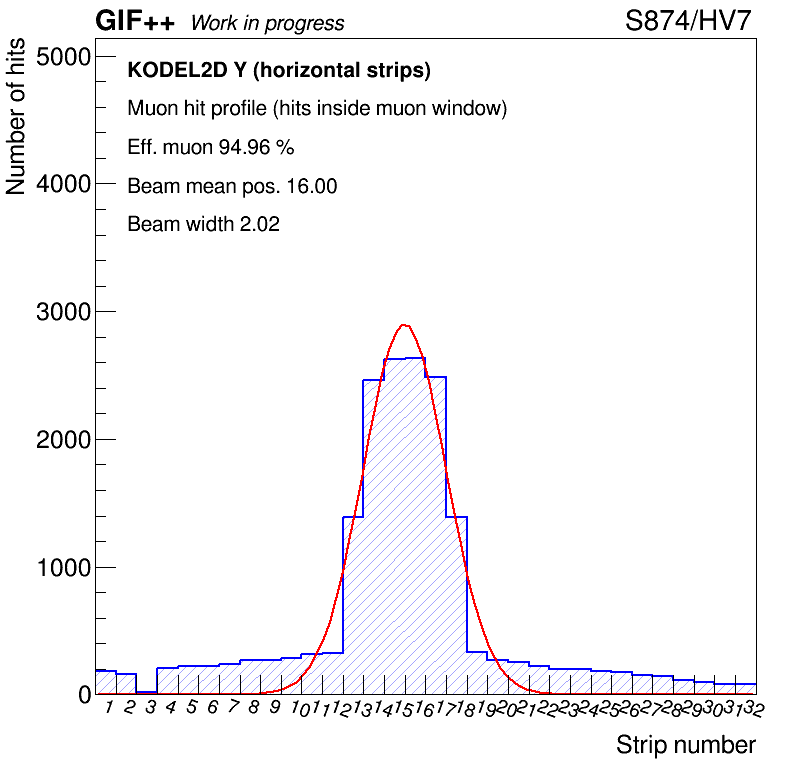 GIF++ Work in progress S874/HV7
Number of hits
5000
KODEL2D Y (horizontal strips)
Muon hit profile (hits inside muon window)
Eff. muon 94.96 %
4000
Beam mean pos. 16.00
Beam width 2.02
3000
2000
1000
0
1 2 3 4 5 6 7 8 9 10 11 12 13 14 15 16 17 18 19 20 21 22 23 24 25 26 27 28 29 30 31 32
Strip number